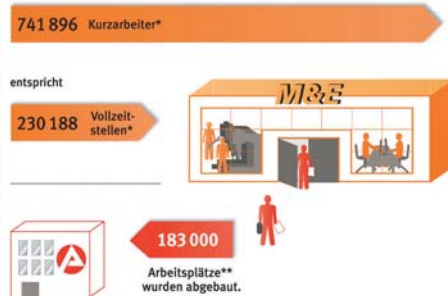 741 896 Kurzarbeiter*
entspricht
M&E
230 188 Vollzeit-
stellen*
183 000
Arbeitsplätze**
wurden abgebaut.